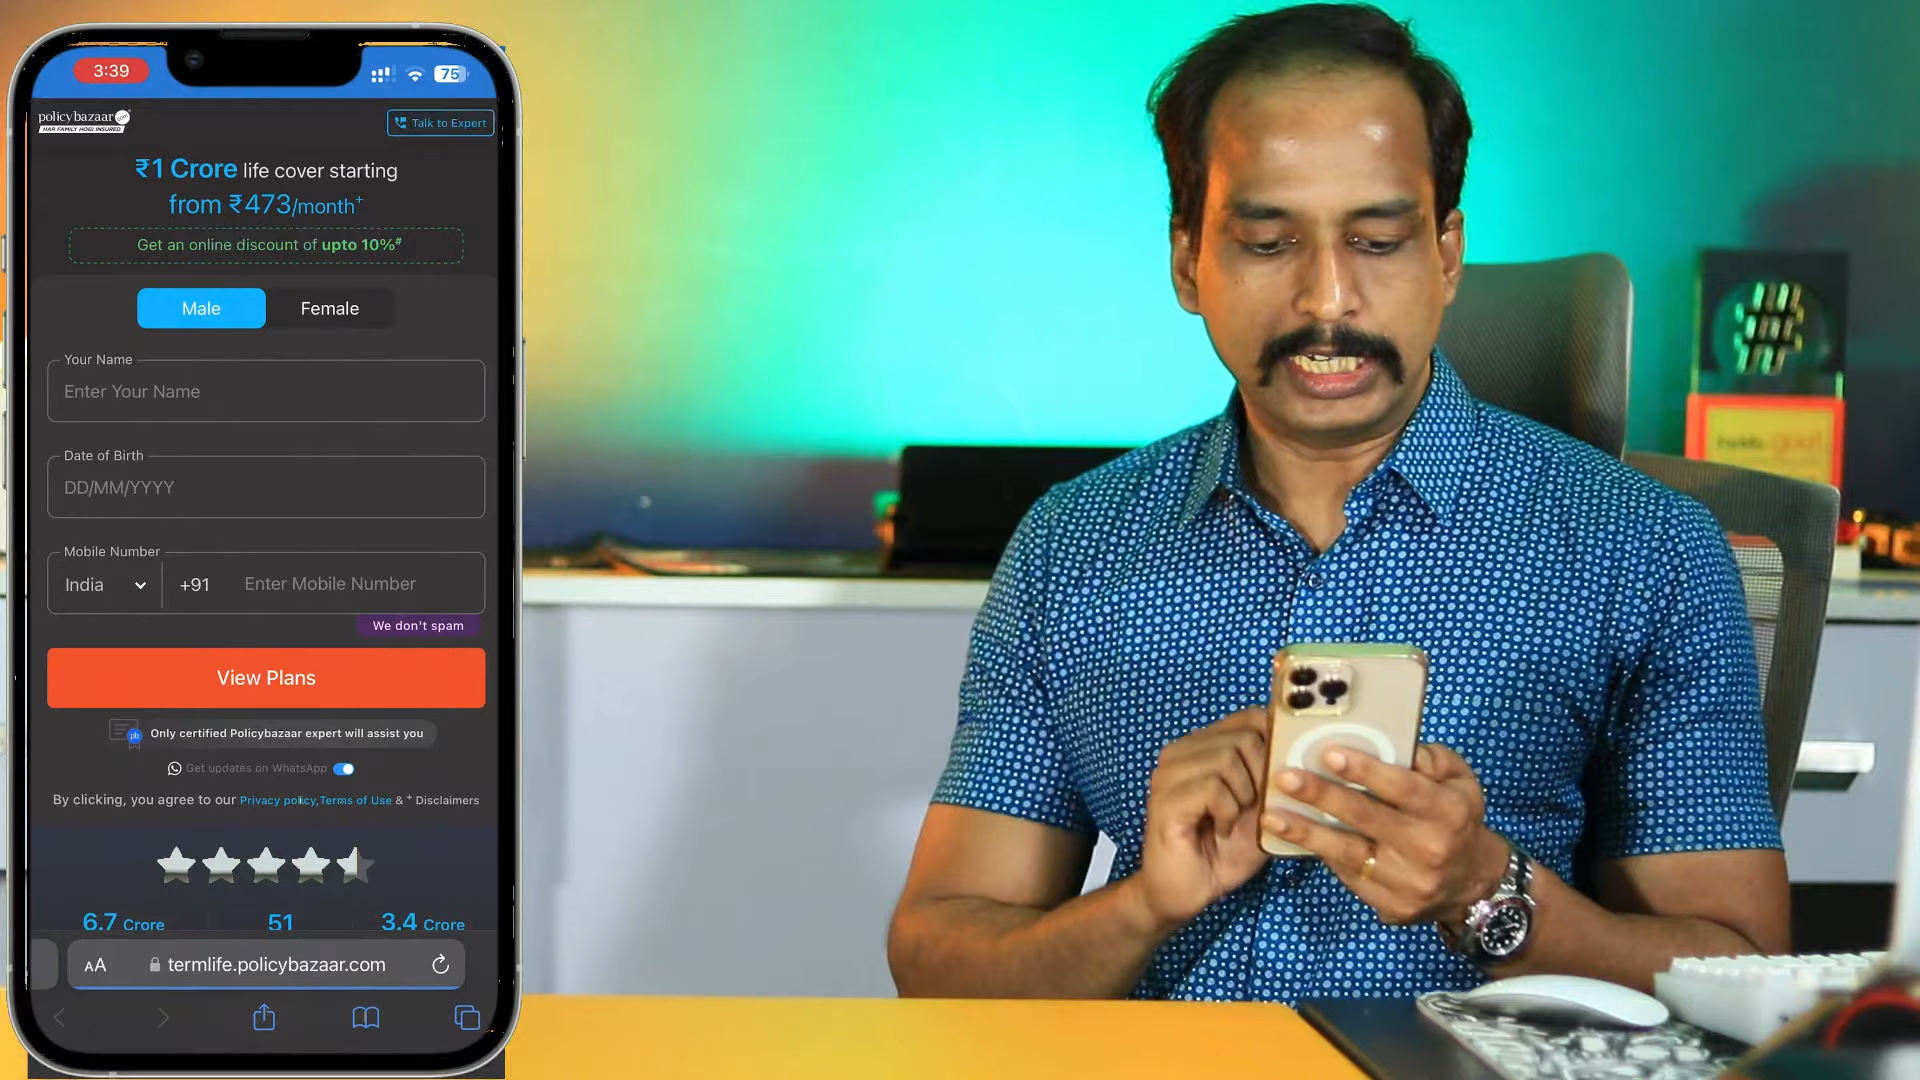 3:39
75
policybazaar.com
HAR FAMILY HOGI INSURED
Talk to Expert
₹1 Crore life cover starting
from ₹473/month+
Get an online discount of upto 10%#
Male Female
Your Name
Enter Your Name
Date of Birth
DD/MM/YYYY
Mobile Number
India +91 Enter Mobile Number
We don't spam
View Plans
pb Only certified Policybazaar expert will assist you
Get updates on WhatsApp
By clicking, you agree to our Privacy policy,Terms of Use & + Disclaimers
6.7 Crore 51 3.4 Crore
AA termlife.policybazaar.com